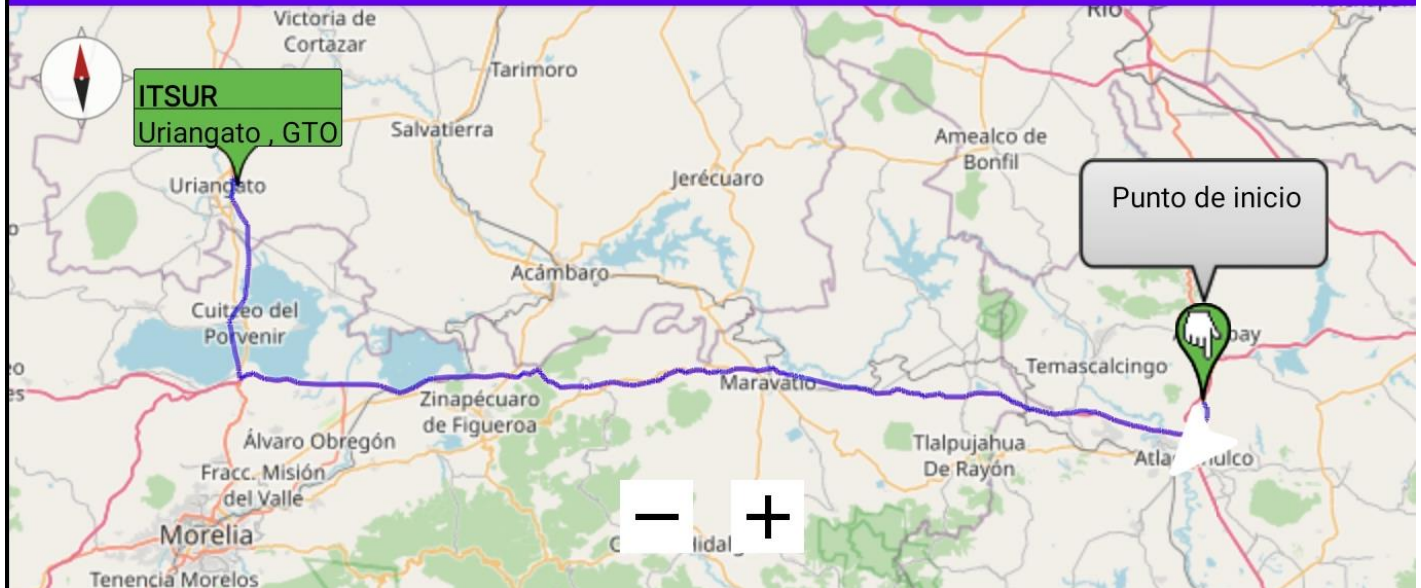 Victoria de
Cortazar
Río
Tarimoro
ITSUR
Uriangato , GTO
Salvatierra
Amealco de
Bonfil
Jerécuaro
Uriangato
Punto de inicio
Acámbaro
Cuitzeo del
Porvenir
Temascalcingo
Maravatío
Zinapécuaro
de Figueroa
Álvaro Obregón
Tlalpujahua
De Rayón
Fracc. Misión
del Valle
Morelia
Tenencia Morelos